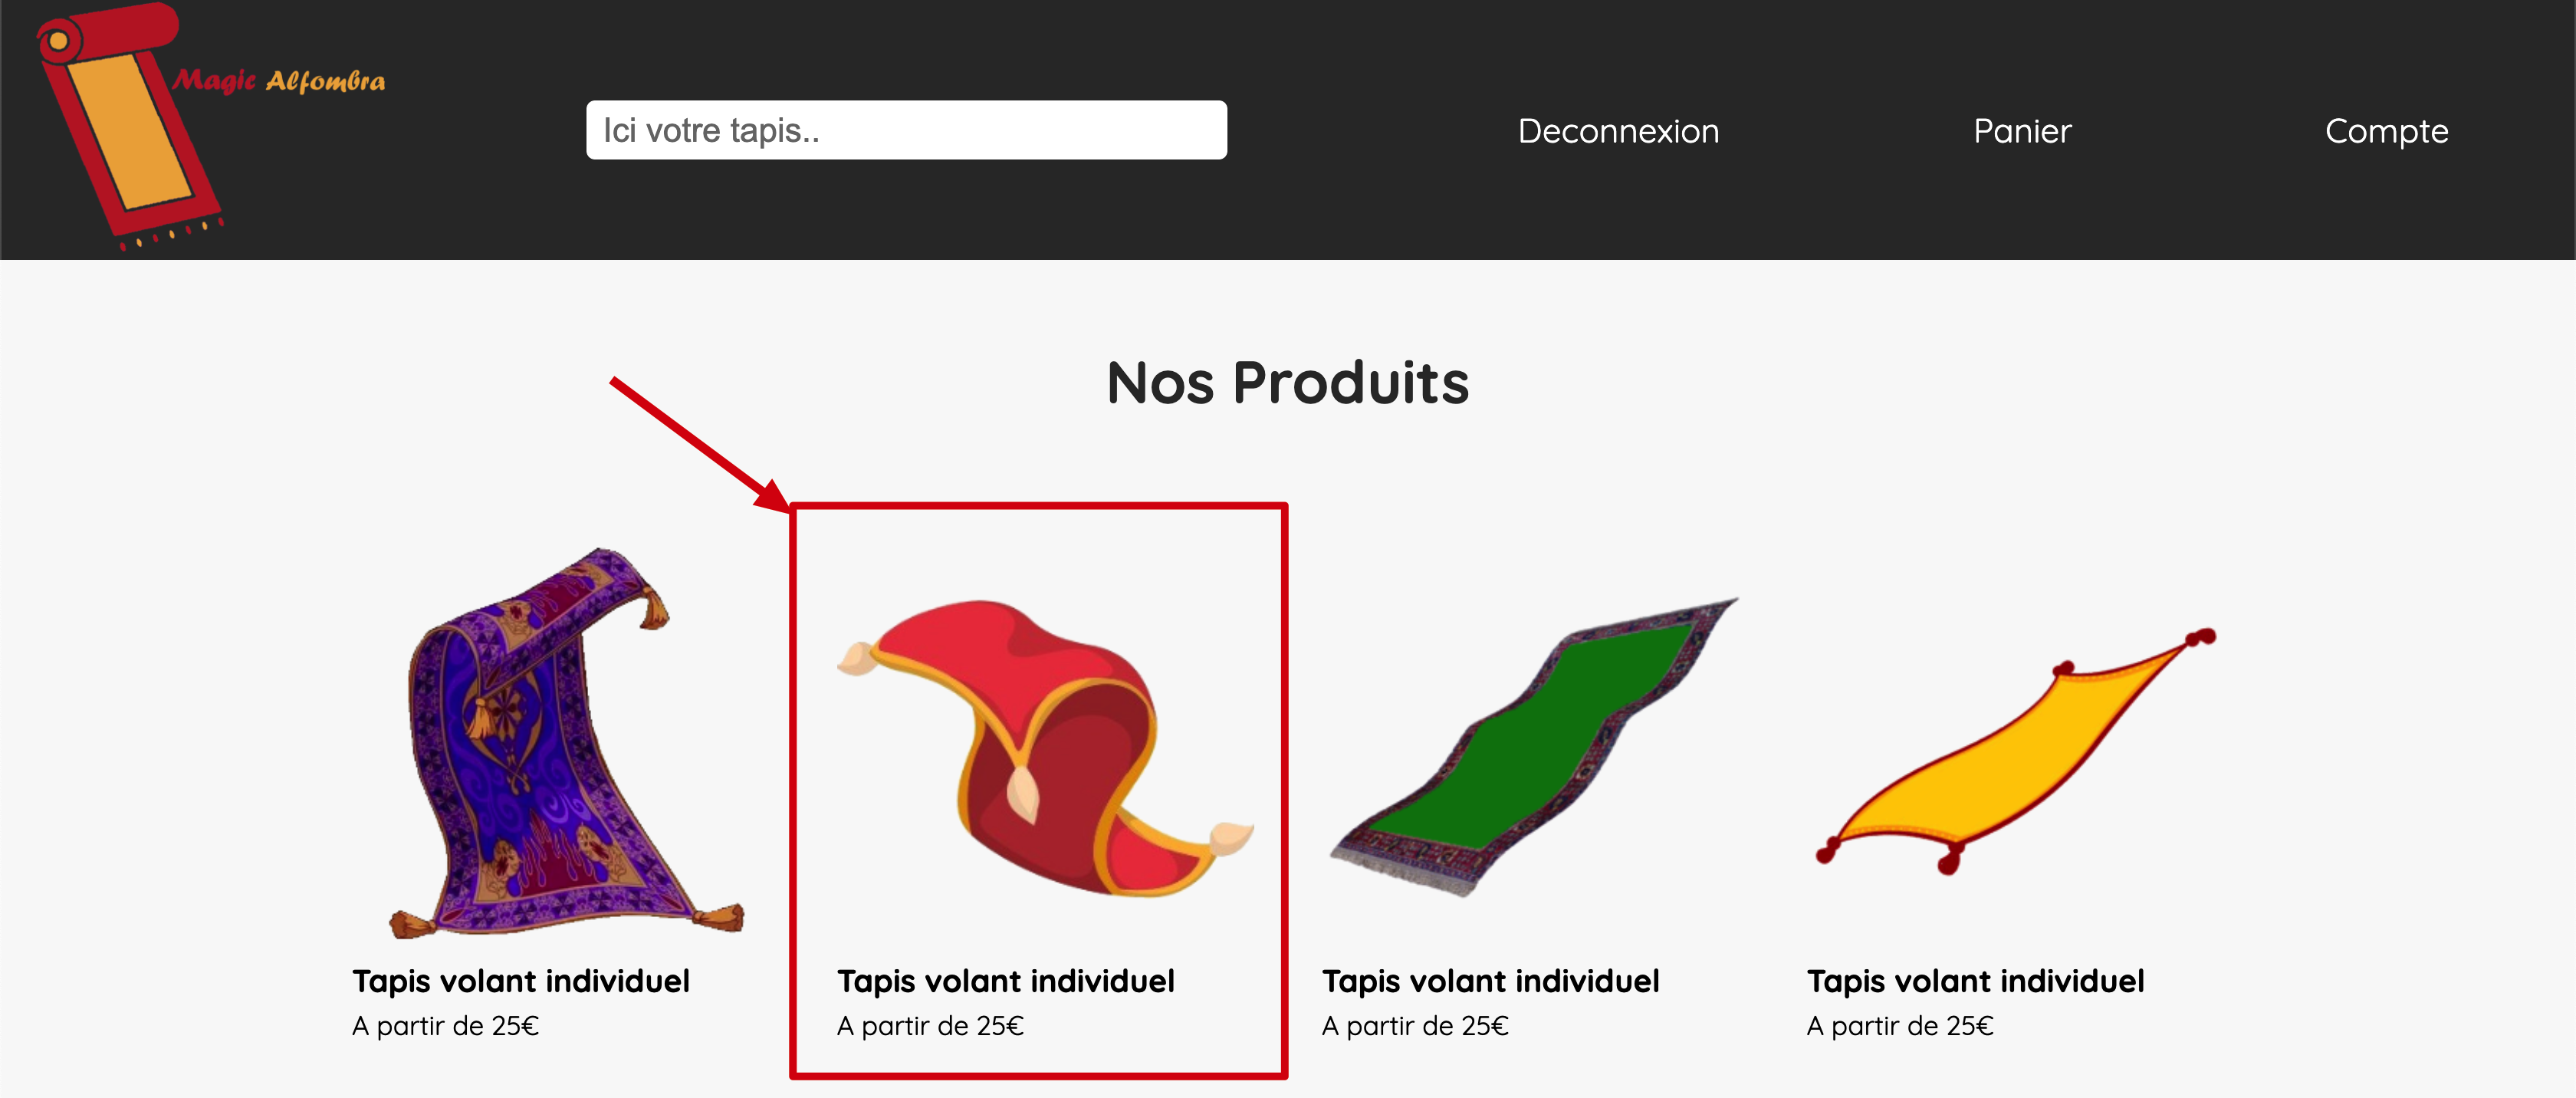 Magic Alfombra
Ici votre tapis..
Deconnexion
Panier
Compte
Nos Produits
Tapis volant individuel
A partir de 25€
Tapis volant individuel
A partir de 25€
Tapis volant individuel
A partir de 25€
Tapis volant individuel
A partir de 25€